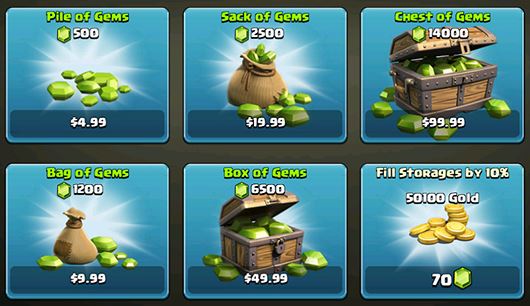 Pile of Gems
500
$4.99
Sack of Gems
2500
$19.99
Chest of Gems
14000
$99.99
Bag of Gems
1200
$9.99
Box of Gems
6500
$49.99
Fill Storages by 10%
50100 Gold
70